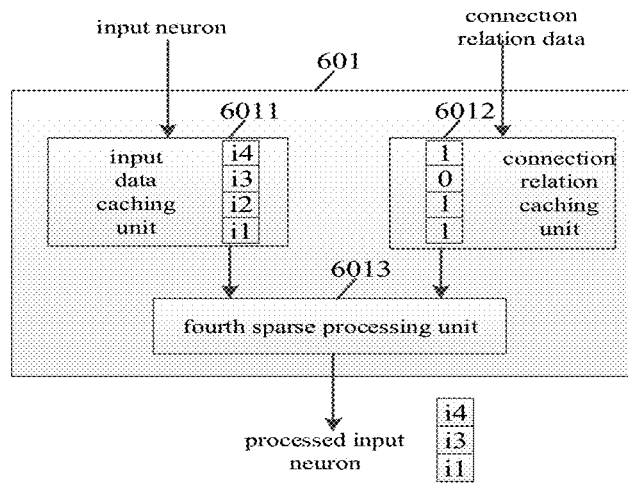 input neuron
connection
relation data
601
6011
6012
input
data
caching
unit
i4
i3
i2
i1
1
0
1
1
connection
relation
caching
unit
6013
fourth sparse processing unit
processed input
neuron
i4
i3
i1